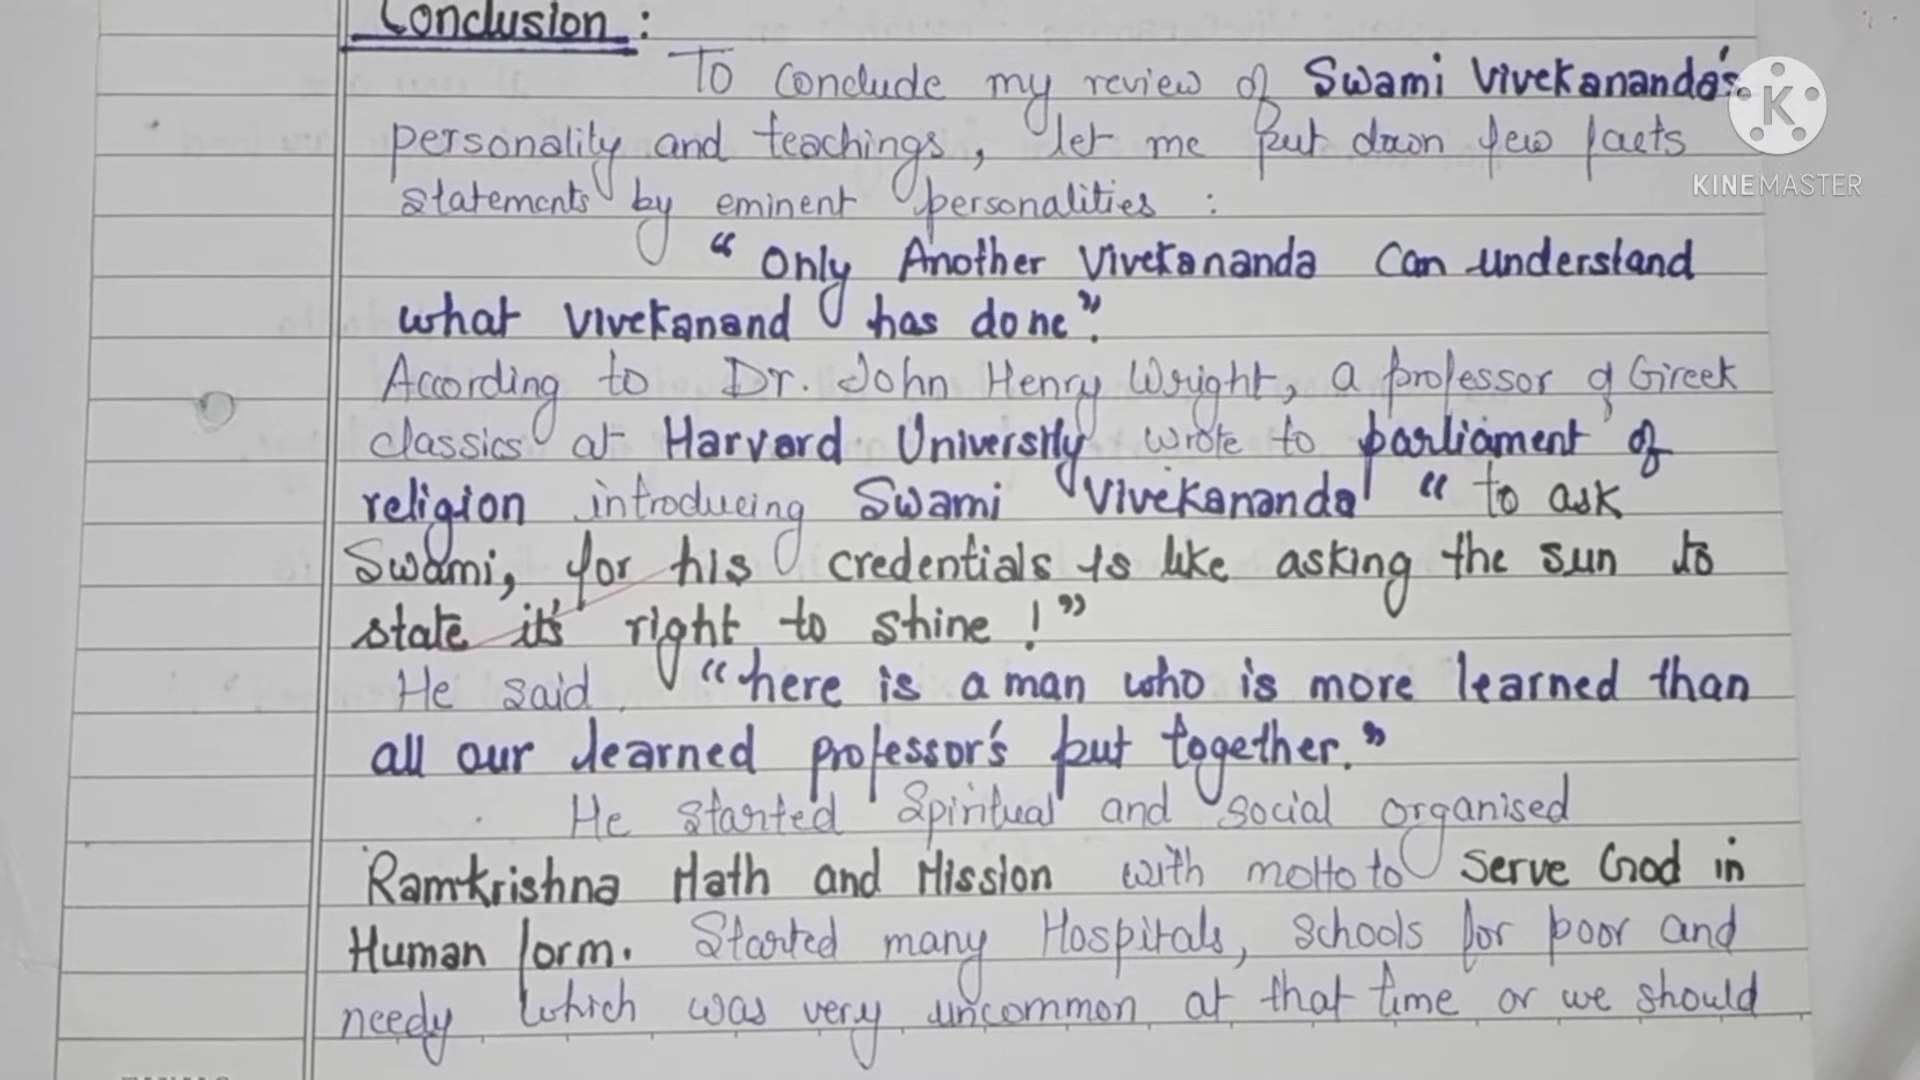 Conclusion :
To conclude my review of Swami Vivekananda's
personality and teachings, let me put down few facts
statements by eminent personalities :
“ Only Another Vivekananda Can understand
what Vivekanand has done”.
According to Dr. John Henry Wright, a professor of Greek
classics at Harvard University wrote to parliament of
religion introducing Swami Vivekananda “ to ask
Swami, for his credentials is like asking the sun to
state it's right to shine !”
He said, “here is a man who is more learned than
all our learned professor's put together.”
He started Spiritual and social organised
Ramkrishna Math and Mission with motto to serve God in
Human form. Started many Hospitals, schools for poor and
needy which was very uncommon at that time or we should
K
KINEMASTER